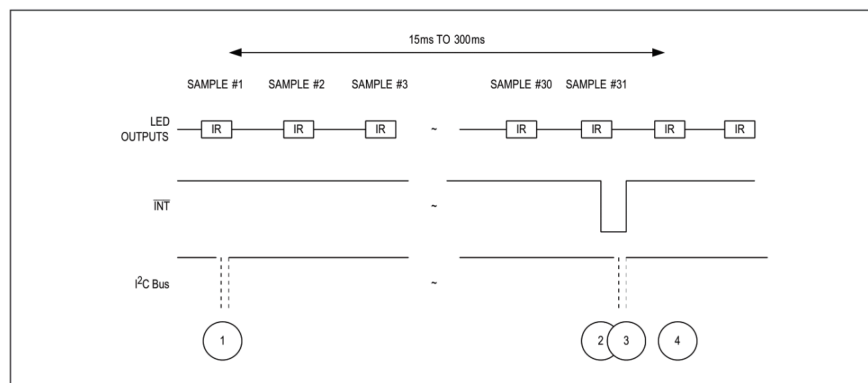 15ms TO 300ms
SAMPLE #1 SAMPLE #2 SAMPLE #3 SAMPLE #30 SAMPLE #31
LED
OUTPUTS
IR IR IR ~ IR IR IR IR
INT ~
I²C Bus ~
1 2 3 4